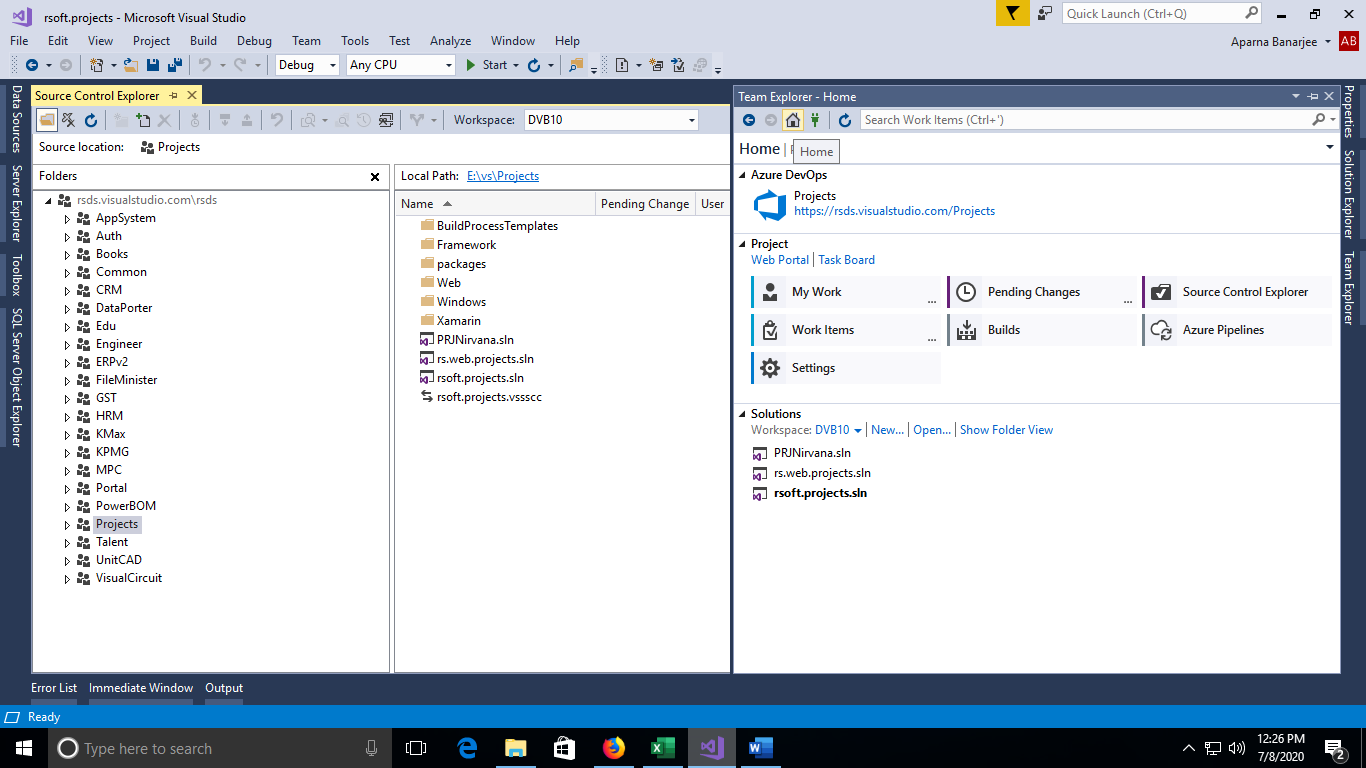 rsoft.projects - Microsoft Visual Studio
Quick Launch (Ctrl+Q)
File Edit View Project Build Debug Team Tools Test Analyze Window Help
Aparna Banarjee AB
Debug Any CPU Start
Data Sources
Server Explorer
Toolbox
SQL Server Object Explorer
Source Control Explorer
Workspace: DVB10
Source location: Projects
Folders
rsds.visualstudio.com\rsds
AppSystem
Auth
Books
Common
CRM
DataPorter
Edu
Engineer
ERPv2
FileMinister
GST
HRM
KMax
KPMG
MPC
Portal
PowerBOM
Projects
Talent
UnitCAD
VisualCircuit
Local Path: E:\vs\Projects
Name Pending Change User
BuildProcessTemplates
Framework
packages
Web
Windows
Xamarin
PRJNirvana.sln
rs.web.projects.sln
rsoft.projects.sln
rsoft.projects.vssscc
Team Explorer - Home
Search Work Items (Ctrl+')
Home |
Home
Azure DevOps
Projects
https://rsds.visualstudio.com/Projects
Project
Web Portal | Task Board
My Work ...
Pending Changes ...
Source Control Explorer
Work Items ...
Builds
Azure Pipelines
Settings
Solutions
Workspace: DVB10 | New... | Open... | Show Folder View
PRJNirvana.sln
rs.web.projects.sln
rsoft.projects.sln
Properties
Solution Explorer
Team Explorer
Error List Immediate Window Output
Ready
Type here to search
12:26 PM
7/8/2020
2